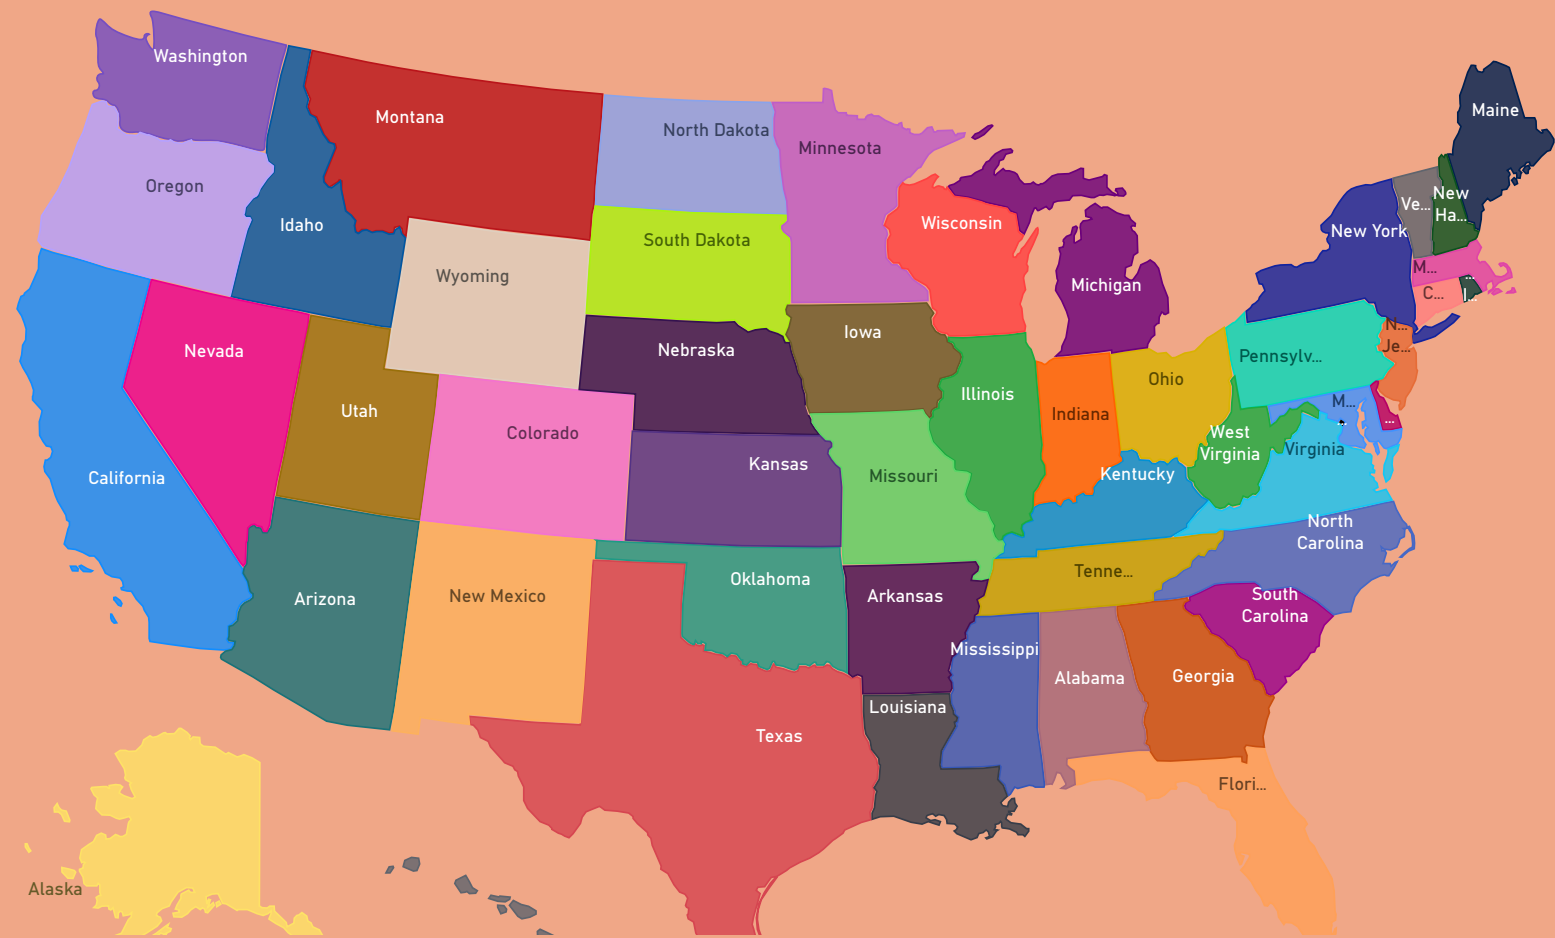 Washington
Montana
North Dakota
Minnesota
Maine
Oregon
Idaho
South Dakota
Wisconsin
New York
Ve...
New
Ha...
Wyoming
Michigan
M...
...
C...
I...
Nevada
Nebraska
Iowa
N...
Je...
Pennsylv...
Utah
Colorado
Illinois
Indiana
Ohio
M...
...
...
California
Kansas
Missouri
Kentucky
West
Virginia
Virginia
North
Carolina
Arizona
New Mexico
Oklahoma
Arkansas
Tenne...
South
Carolina
Mississippi
Alabama
Georgia
Louisiana
Texas
Flori...
Alaska